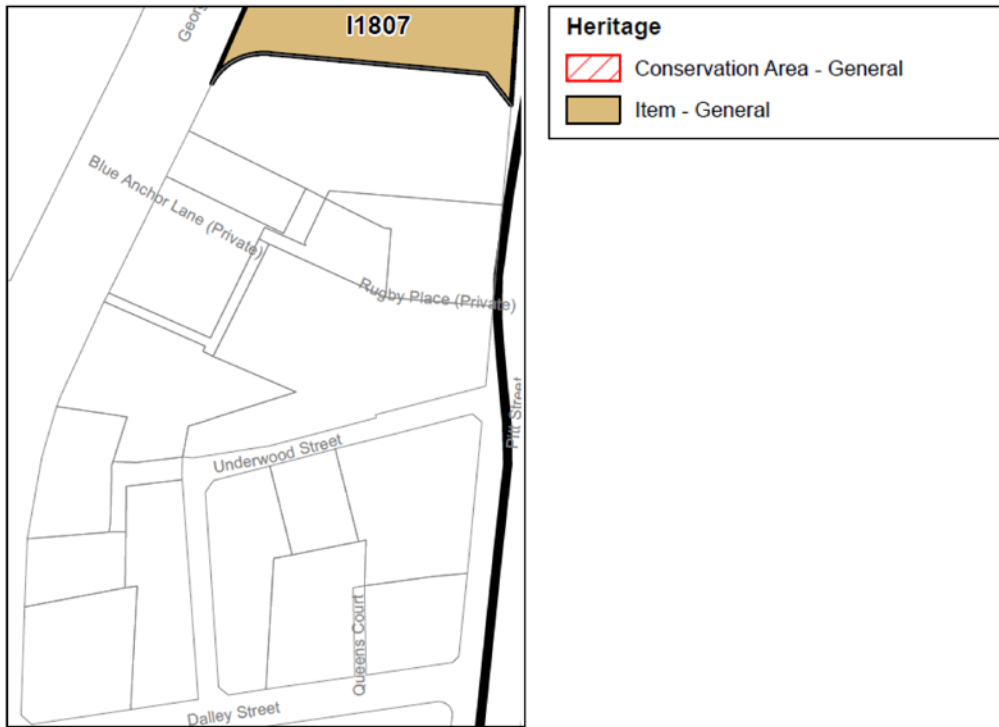 I1807
Georg
Blue Anchor Lane (Private)
Rugby Place (Private)
Pitt Street
Underwood Street
Queens Court
Dalley Street
Heritage
Conservation Area - General
Item - General